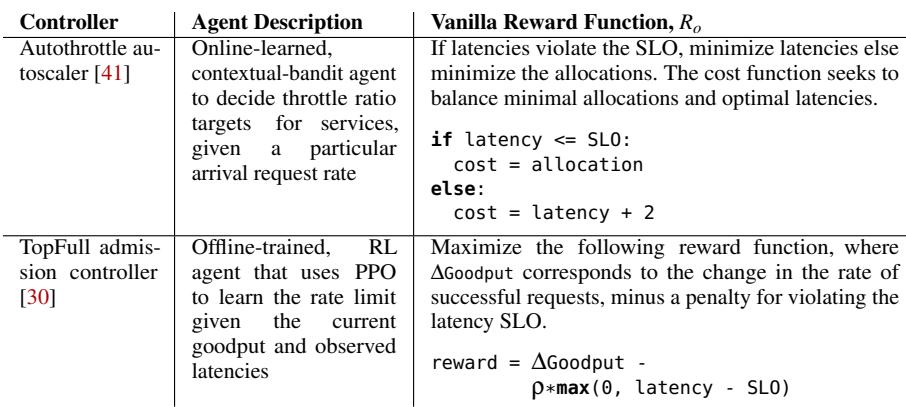 Controller Agent Description Vanilla Reward Function, Rₒ
Autothrottle au-
toscaler [41]
Online-learned,
contextual-bandit agent
to decide throttle ratio
targets for services,
given a particular
arrival request rate
If latencies violate the SLO, minimize latencies else
minimize the allocations. The cost function seeks to
balance minimal allocations and optimal latencies.
if latency <= SLO:
  cost = allocation
else:
  cost = latency + 2
TopFull admis-
sion controller
[30]
Offline-trained, RL
agent that uses PPO
to learn the rate limit
given the current
goodput and observed
latencies
Maximize the following reward function, where
ΔGoodput corresponds to the change in the rate of
successful requests, minus a penalty for violating the
latency SLO.
reward = ΔGoodput -
         ρ*max(0, latency - SLO)